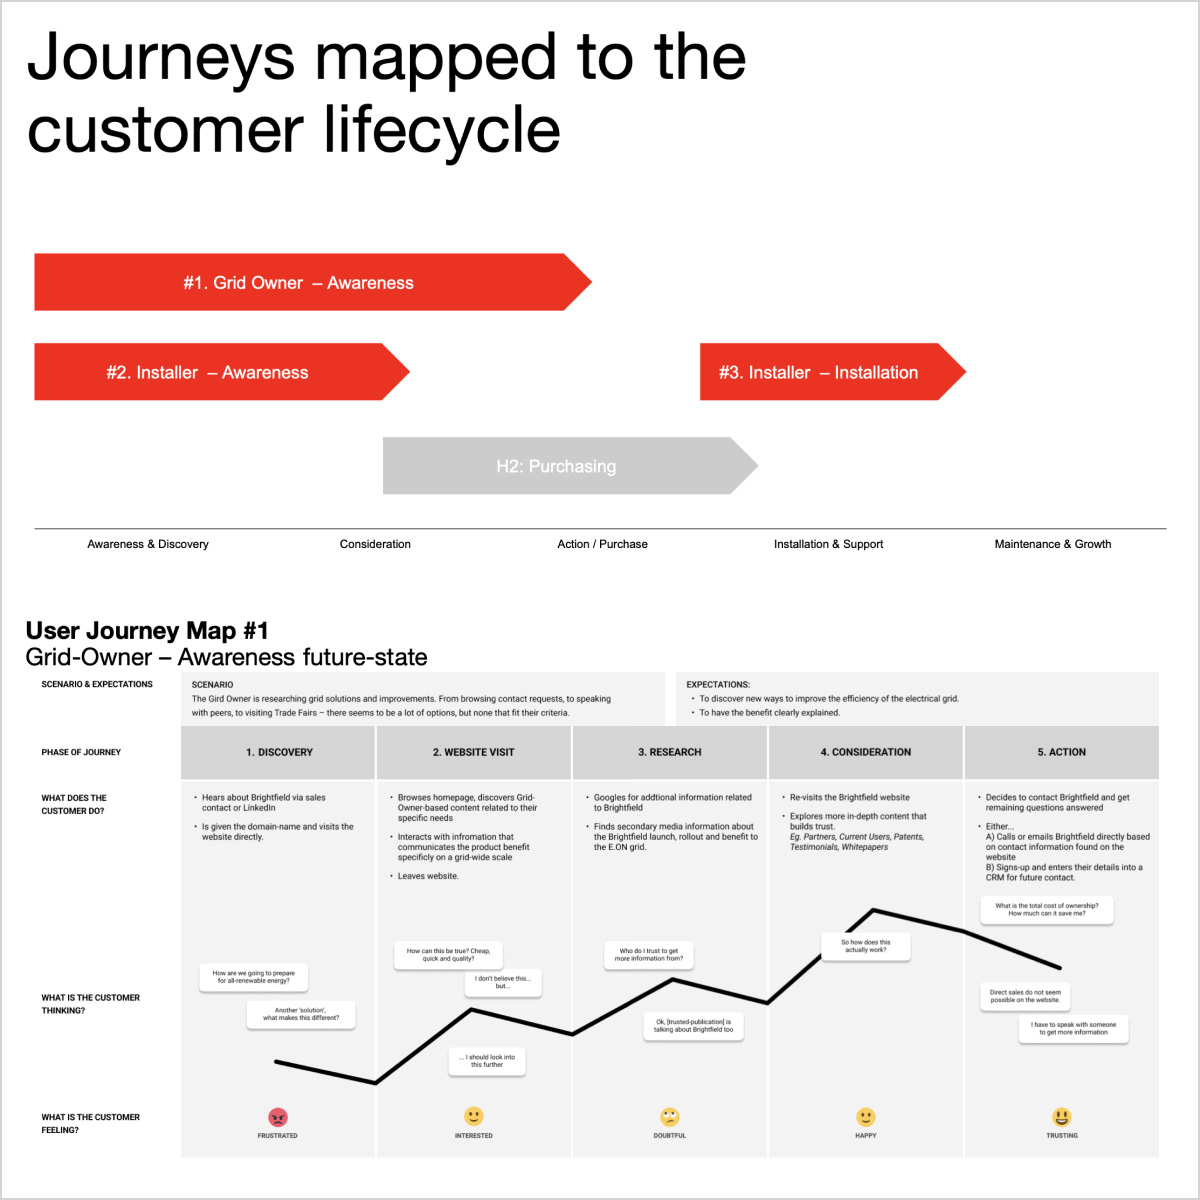 Journeys mapped to the
customer lifecycle
#1. Grid Owner – Awareness
#2. Installer – Awareness
#3. Installer – Installation
H2: Purchasing
Awareness & Discovery
Consideration
Action / Purchase
Installation & Support
Maintenance & Growth
User Journey Map #1
Grid-Owner – Awareness future-state
SCENARIO & EXPECTATIONS
SCENARIO
The Gird Owner is researching grid solutions and improvements. From browsing contact requests, to speaking
with peers, to visiting Trade Fairs – there seems to be a lot of options, but none that fit their criteria.
EXPECTATIONS:
• To discover new ways to improve the efficiency of the electrical grid.
• To have the benefit clearly explained.
PHASE OF JOURNEY
1. DISCOVERY
2. WEBSITE VISIT
3. RESEARCH
4. CONSIDERATION
5. ACTION
WHAT DOES THE
CUSTOMER DO?
• Hears about Brightfield via sales
contact or LinkedIn
• Is given the domain-name and visits the
website directly.
• Browses homepage, discovers Grid-
Owner-based content related to their
specific needs
• Interacts with infromation that
communicates the product benefit
specificly on a grid-wide scale
• Leaves website.
• Googles for addtional information related
to Brightfield
• Finds secondary media information about
the Brightfield launch, rollout and benefit to
the E.ON grid.
• Re-visits the Brightfield website
• Explores more in-depth content that
builds trust.
Eg. Partners, Current Users, Patents,
Testimonials, Whitepapers
• Decides to contact Brightfield and get
remaining questions answered
• Either...
A) Calls or emails Brightfield directly based
on contact information found on the
website
B) Signs-up and enters their details into a
CRM for future contact.
WHAT IS THE CUSTOMER
THINKING?
How are we going to prepare
for all-renewable energy?
Another 'solution',
what makes this different?
How can this be true? Cheap,
quick and quality?
I don't believe this...
but...
... I should look into
this further
Who do I trust to get
more information from?
Ok, [trusted-publication] is
talking about Brightfield too
So how does this
actually work?
What is the total cost of ownership?
How much can it save me?
Direct sales do not seem
possible on the website.
I have to speak with someone
to get more information
WHAT IS THE CUSTOMER
FEELING?
FRUSTRATED
INTERESTED
DOUBTFUL
HAPPY
TRUSTING